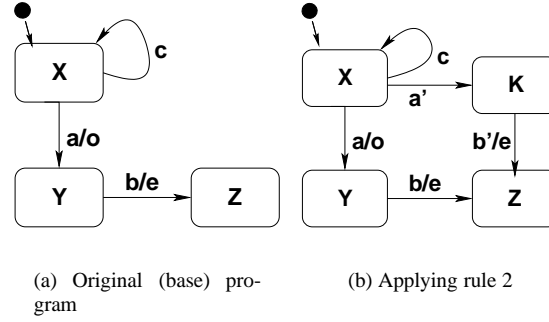 X
c
a/o
Y
b/e
Z
X
c
a'
K
a/o
b'/e
Y
b/e
Z
(a) Original (base) pro-
gram
(b) Applying rule 2